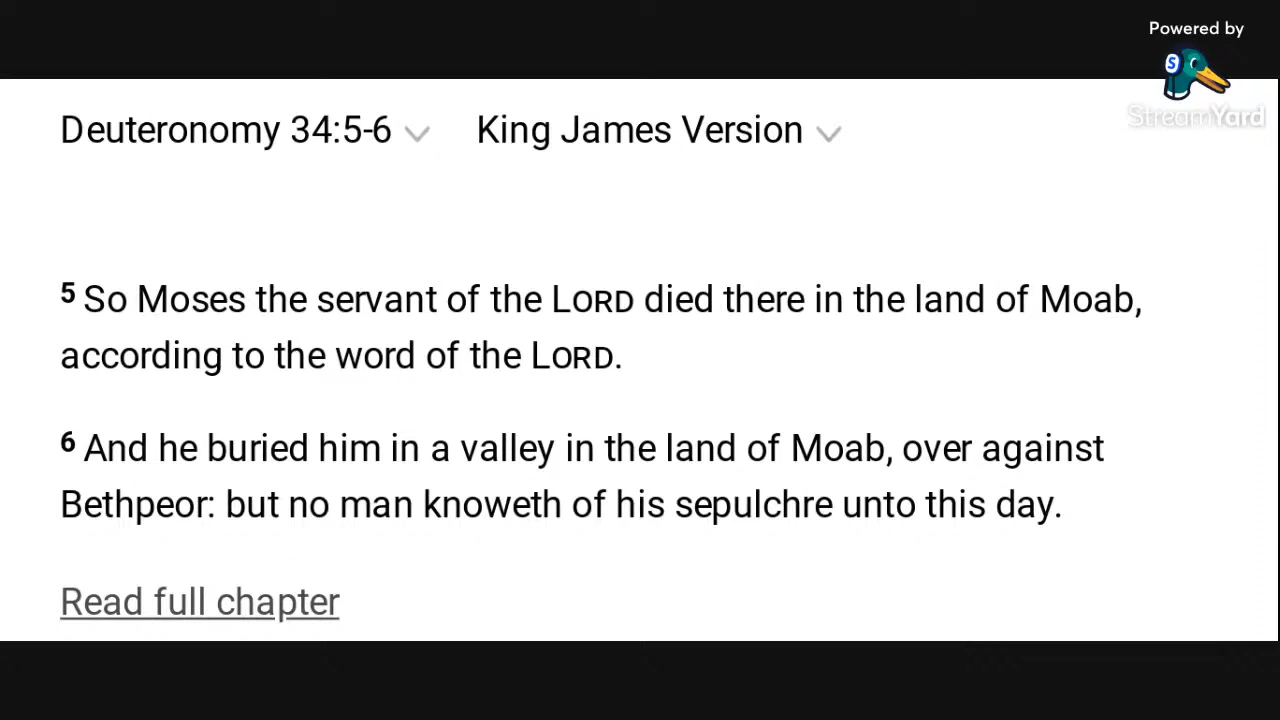 Powered by
S
StreamYard
Deuteronomy 34:5-6 King James Version
5 So Moses the servant of the LORD died there in the land of Moab,
according to the word of the LORD.
6 And he buried him in a valley in the land of Moab, over against
Bethpeor: but no man knoweth of his sepulchre unto this day.
Read full chapter